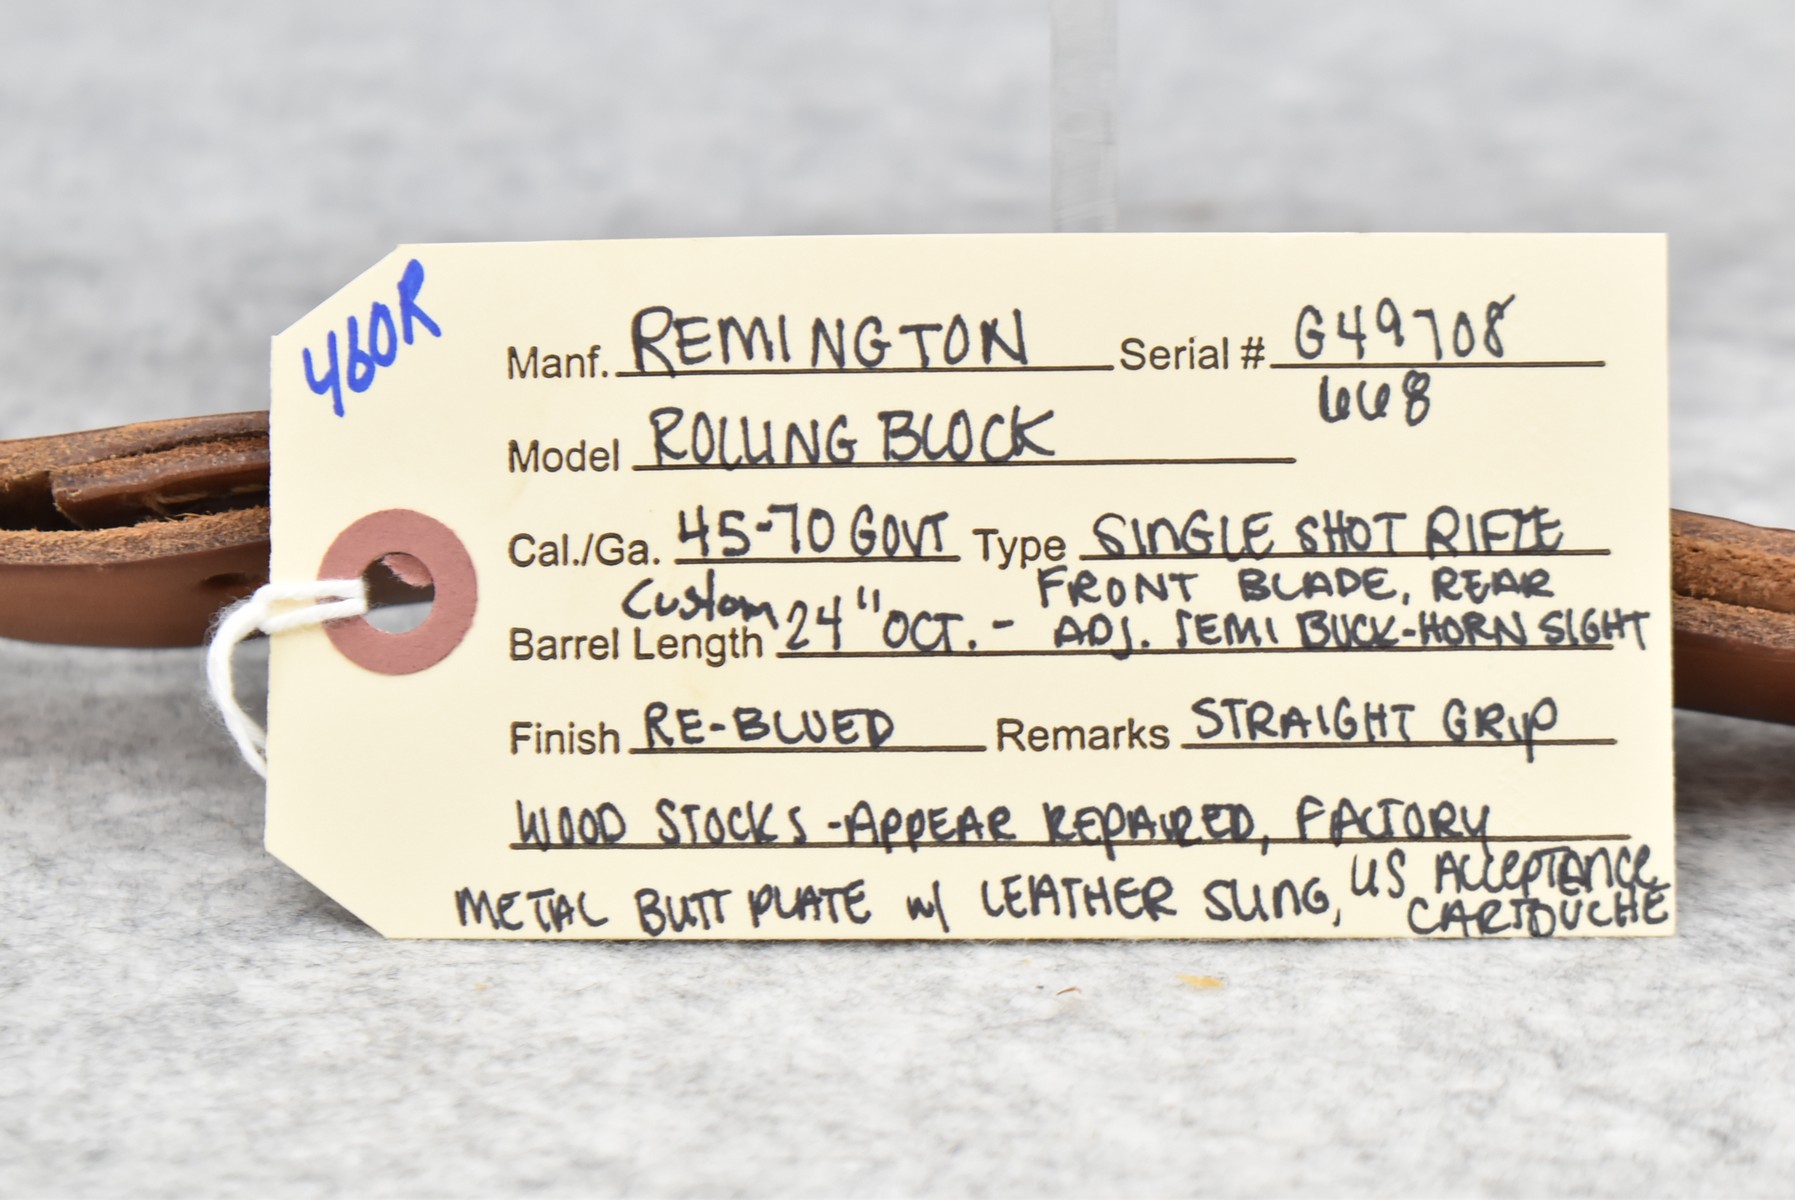 460R
Manf. REMINGTON Serial # G49708
668
Model ROLLING BLOCK
Cal./Ga. 45-70 GOVT Type SINGLE SHOT RIFLE
Custom FRONT BLADE, REAR
Barrel Length 24" OCT. - ADJ. SEMI BUCK-HORN SIGHT
Finish RE-BLUED Remarks STRAIGHT GRIP
WOOD STOCKS - APPEAR REPAIRED, FACTORY
METAL BUTT PLATE w/ LEATHER SLING, US ACCEPTANCE
CARTOUCHE